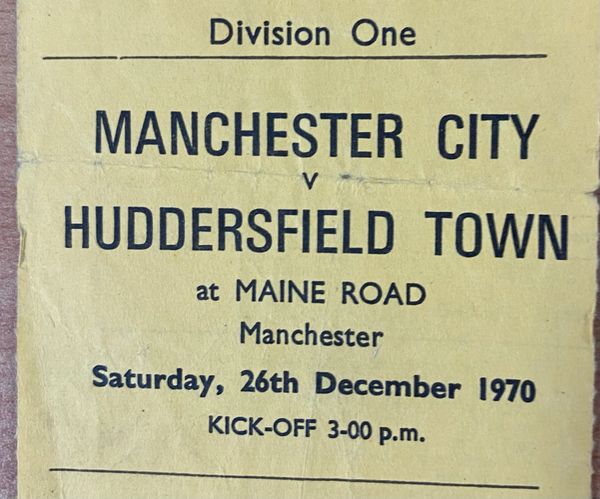 Division One
MANCHESTER CITY
v
HUDDERSFIELD TOWN
at MAINE ROAD
Manchester
Saturday, 26th December 1970
KICK-OFF 3-00 p.m.